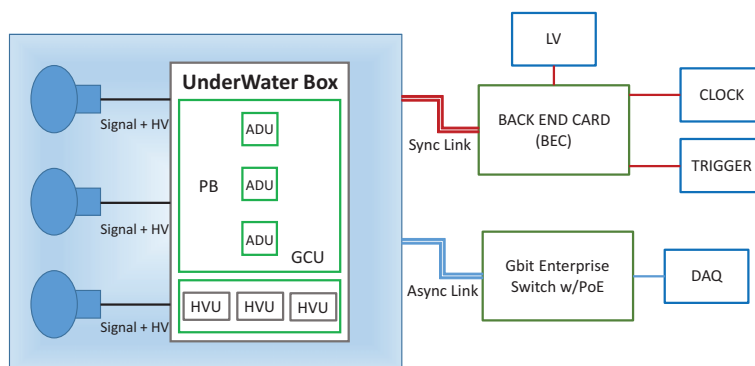 LV
UnderWater Box
Signal + HV
ADU
Sync Link
BACK END CARD
(BEC)
CLOCK
TRIGGER
PB
ADU
Signal + HV
ADU
GCU
Async Link
Gbit Enterprise
Switch w/PoE
DAQ
HVU
HVU
HVU
Signal + HV